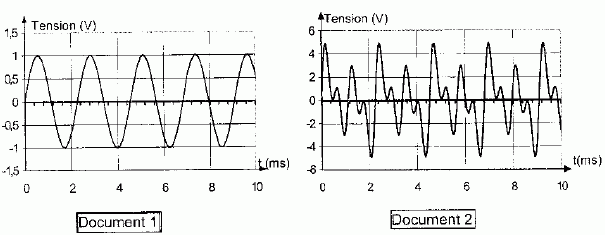 Tension (V)
1,5
1
0,5
0
-0,5
-1
-1,5
t (ms)
0 2 4 6 8 10
Document 1
Tension (V)
6
4
2
0
-2
-4
-6
t(ms)
0 2 4 6 8 10
Document 2